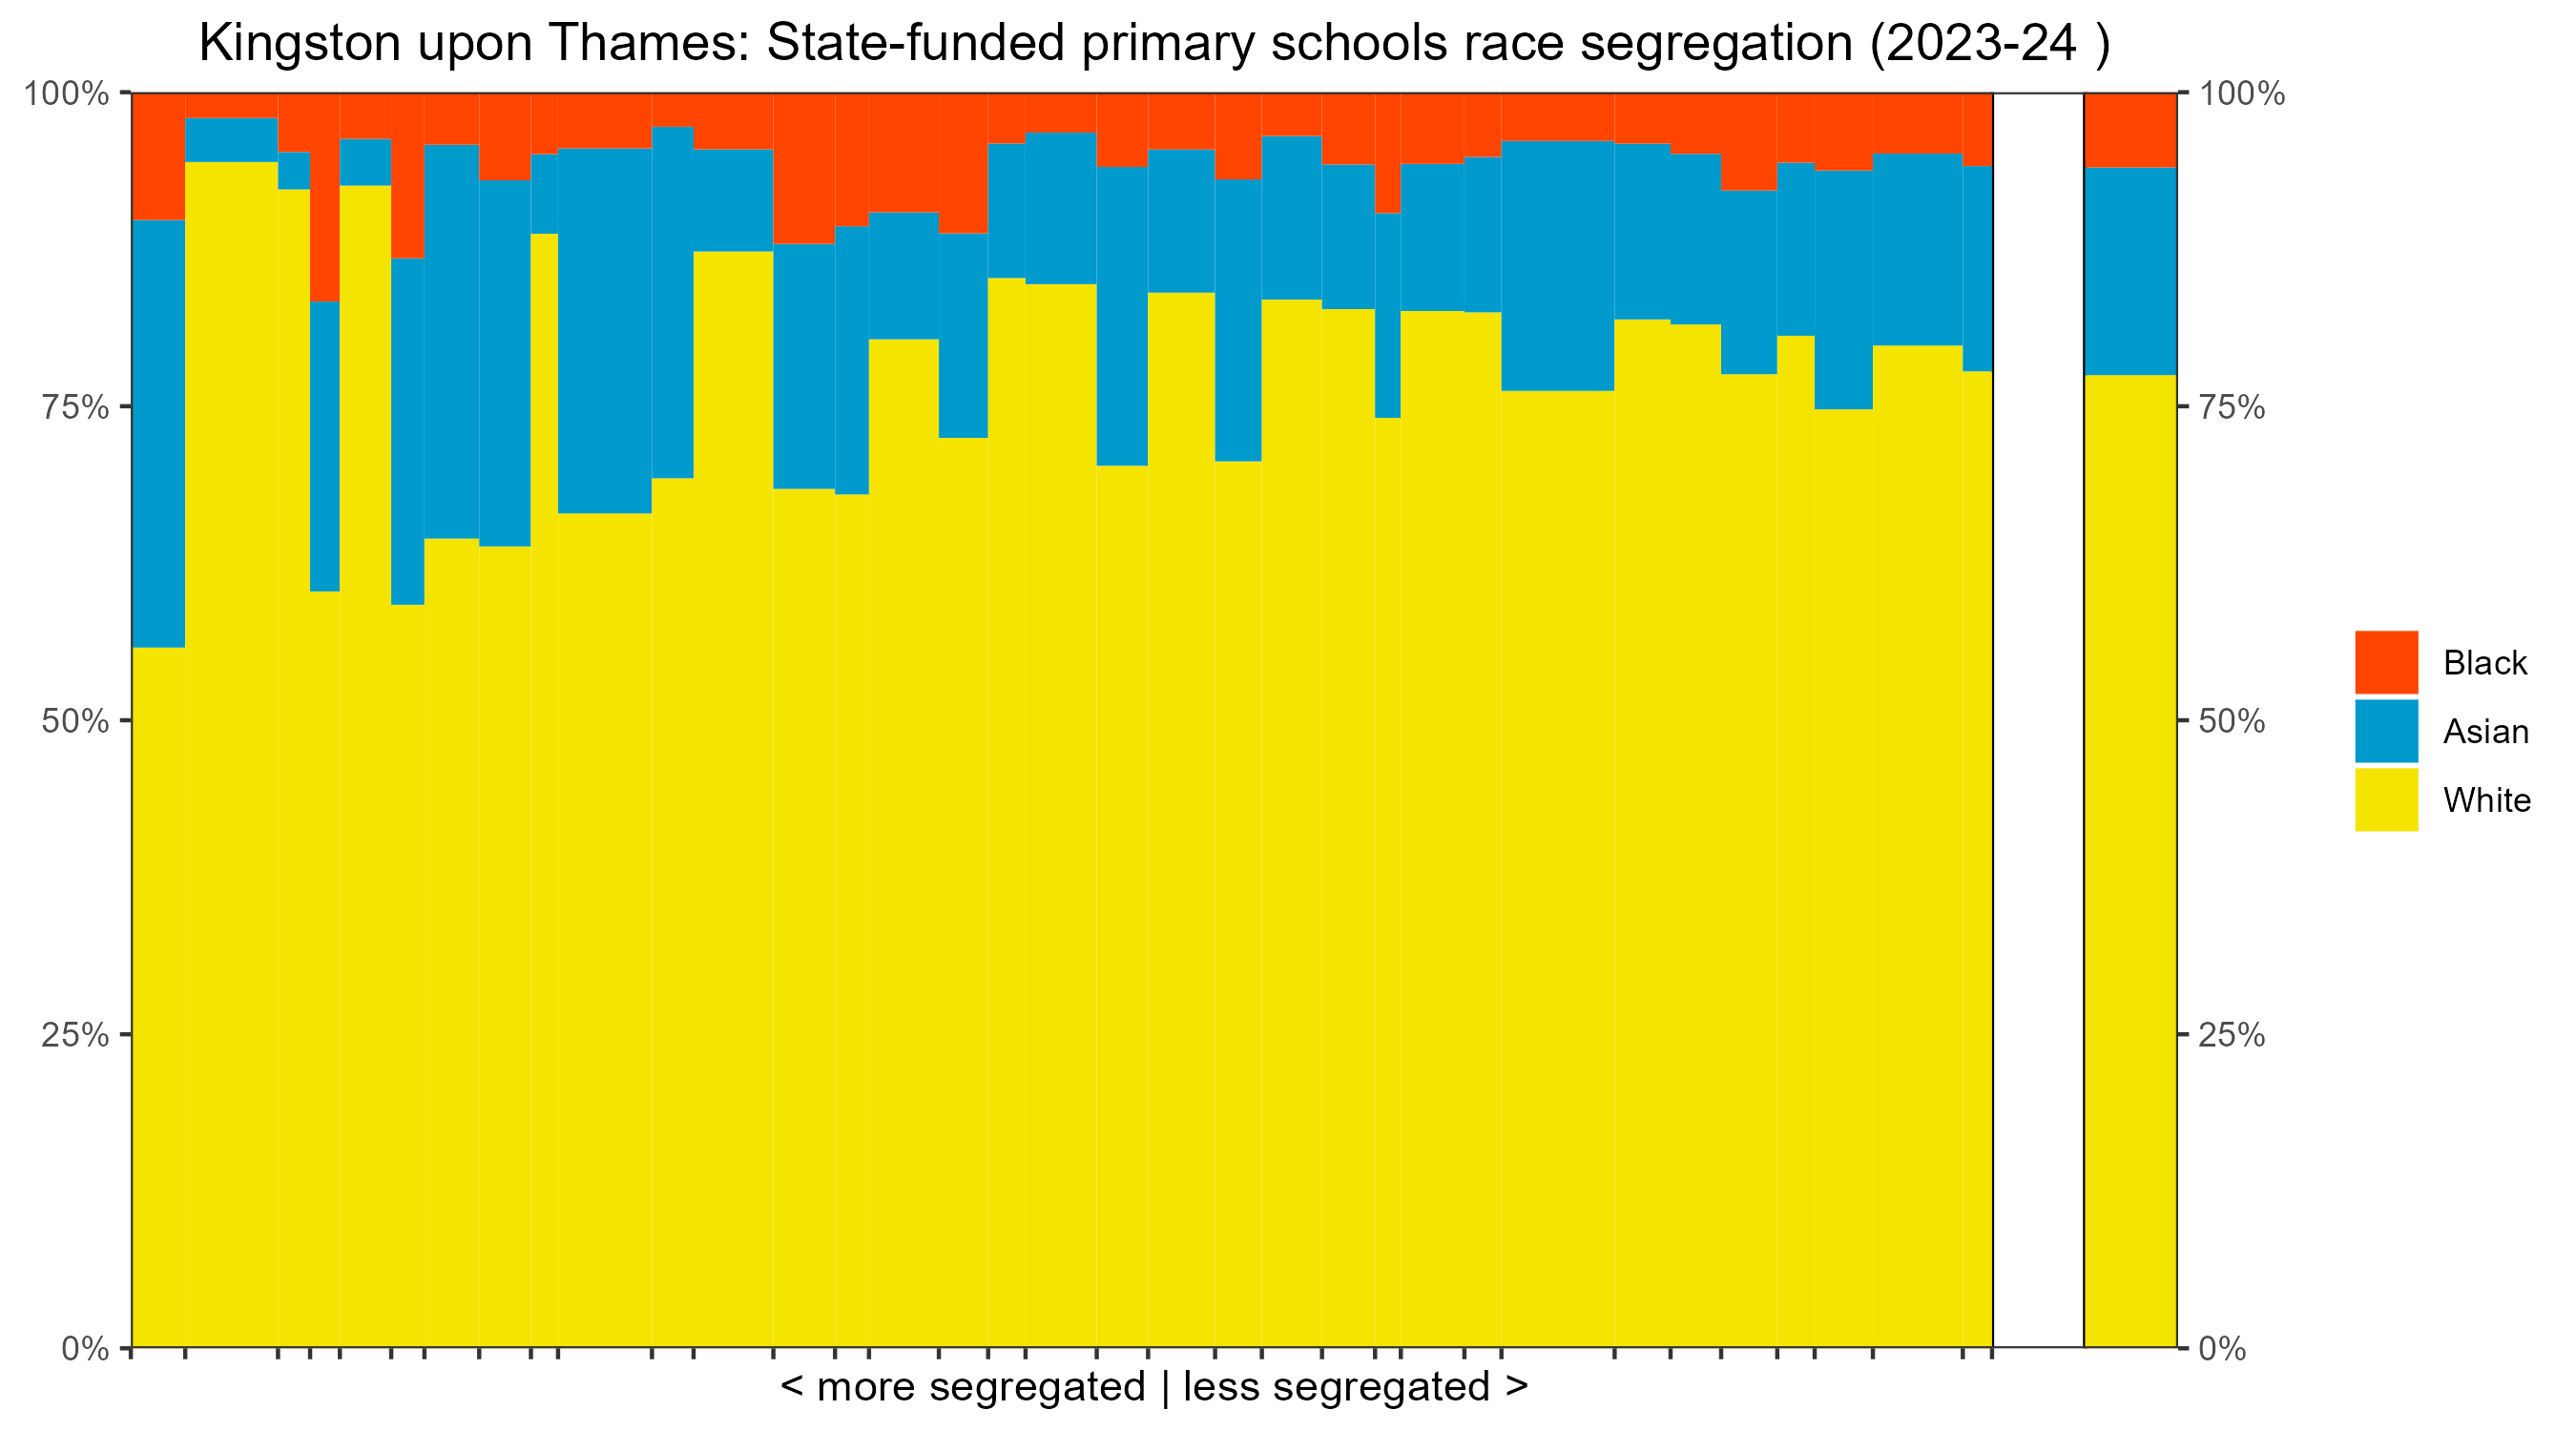 Kingston upon Thames: State-funded primary schools race segregation (2023-24 )
100%
75%
50%
25%
0%
100%
75%
50%
25%
0%
Black
Asian
White
< more segregated | less segregated >